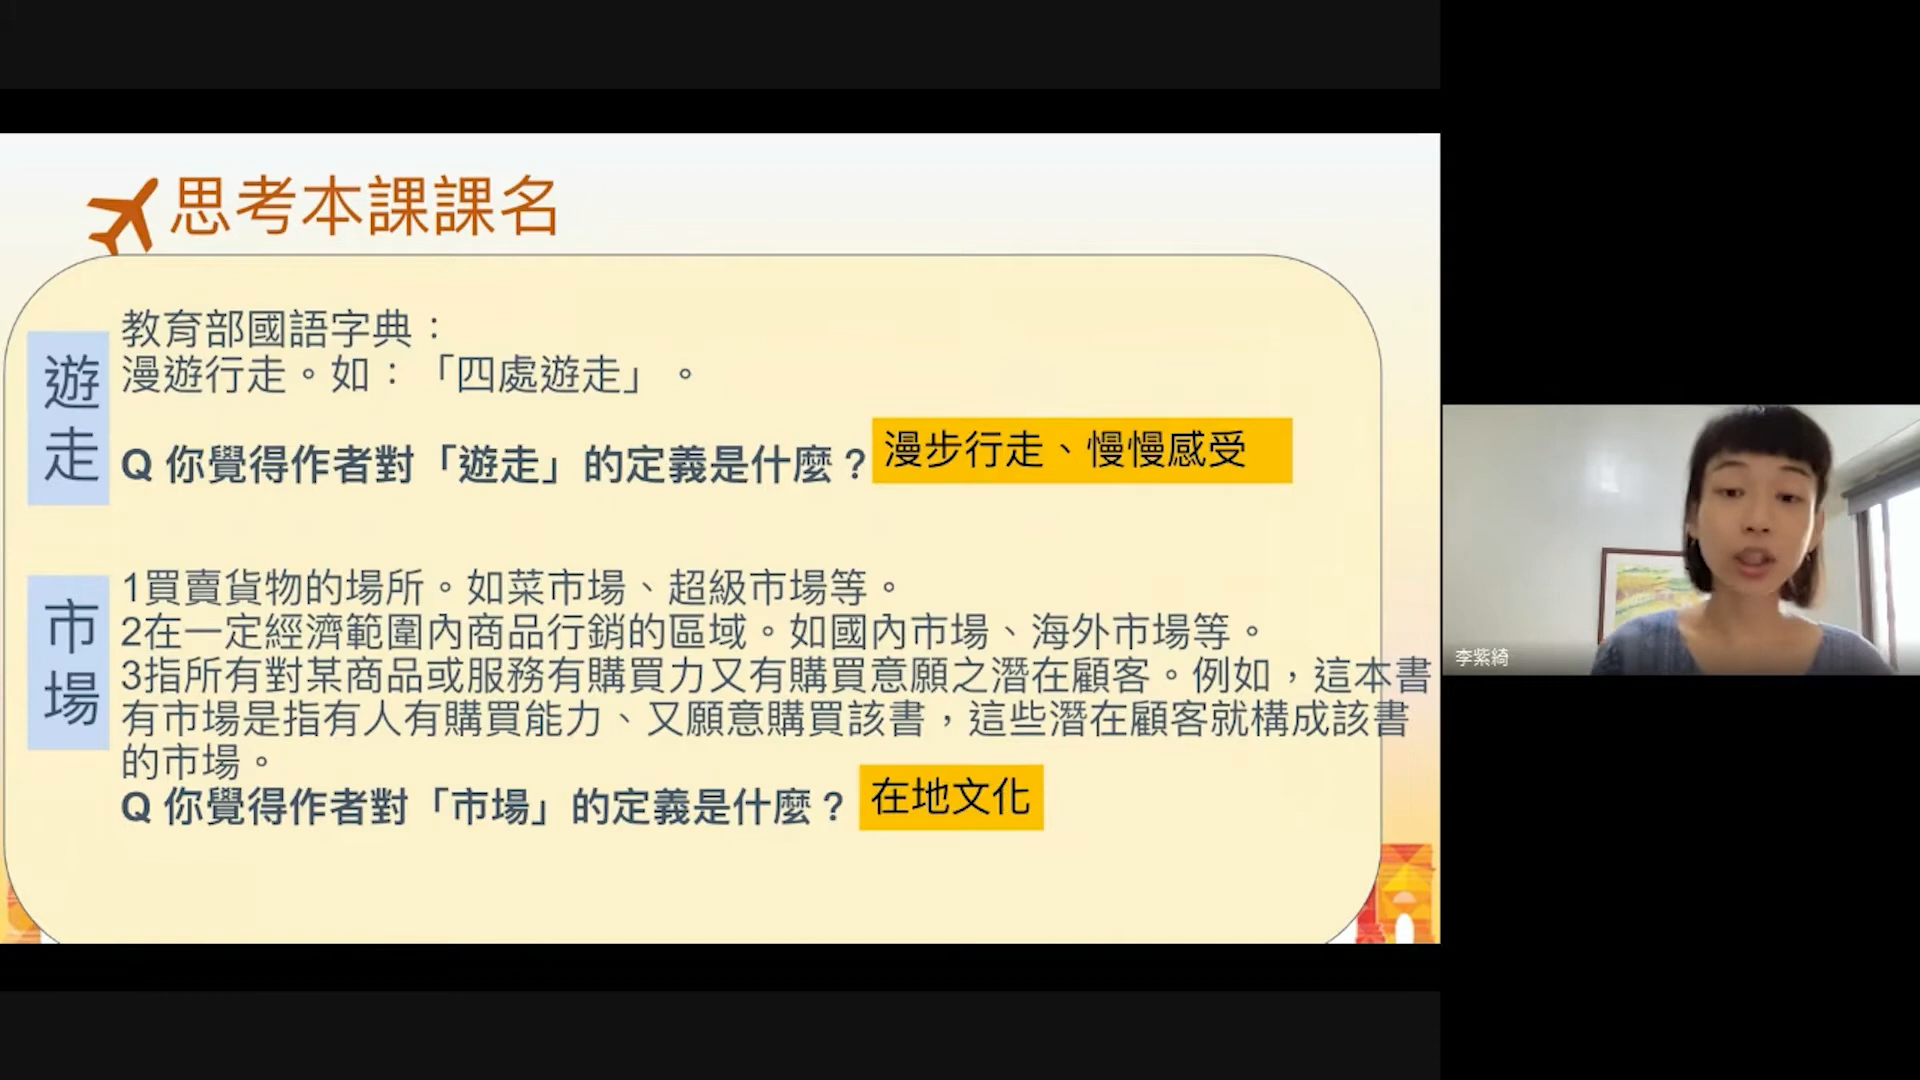 思考本課課名
遊走
教育部國語字典：
漫遊行走。如：「四處遊走」。
Q 你覺得作者對「遊走」的定義是什麼?
漫步行走、慢慢感受
市場
1買賣貨物的場所。如菜市場、超級市場等。
2在一定經濟範圍內商品行銷的區域。如國內市場、海外市場等。
3指所有對某商品或服務有購買力又有購買意願之潛在顧客。例如，這本書
有市場是指有人有購買能力、又願意購買該書，這些潛在顧客就構成該書
的市場。
Q 你覺得作者對「市場」的定義是什麼?
在地文化
李紫綺